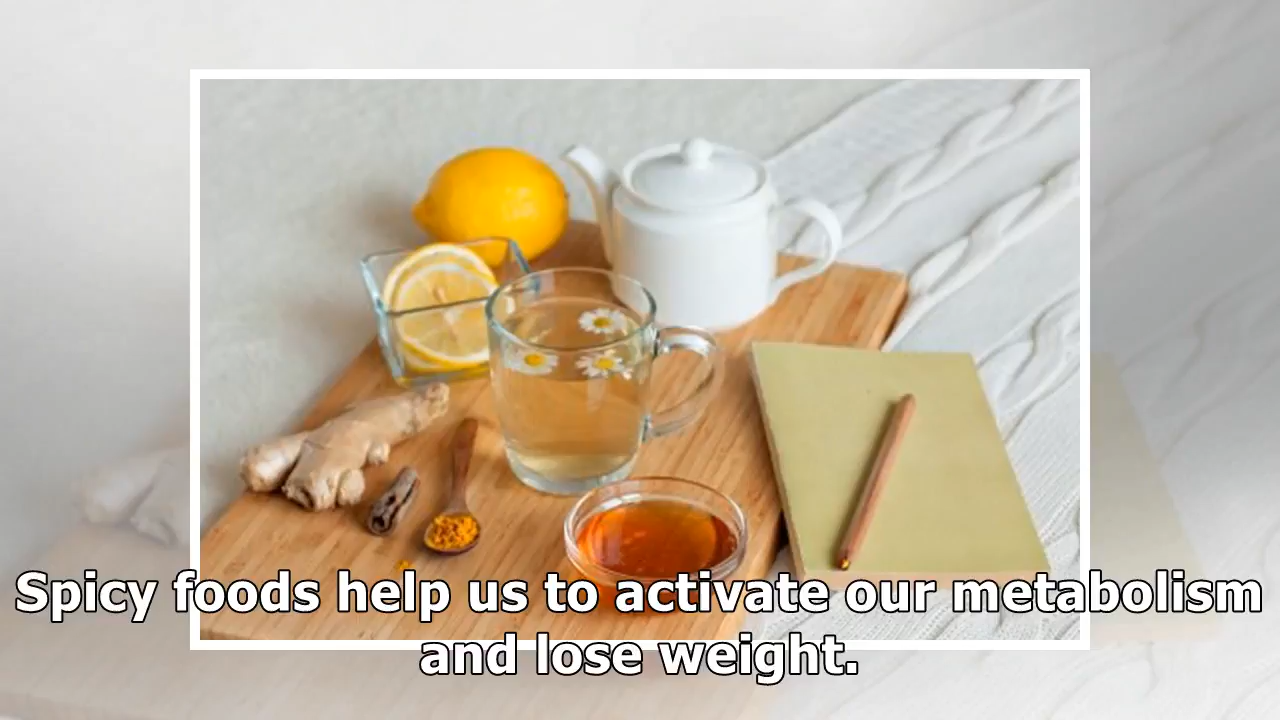 Spicy foods help us to activate our metabolism
and lose weight.